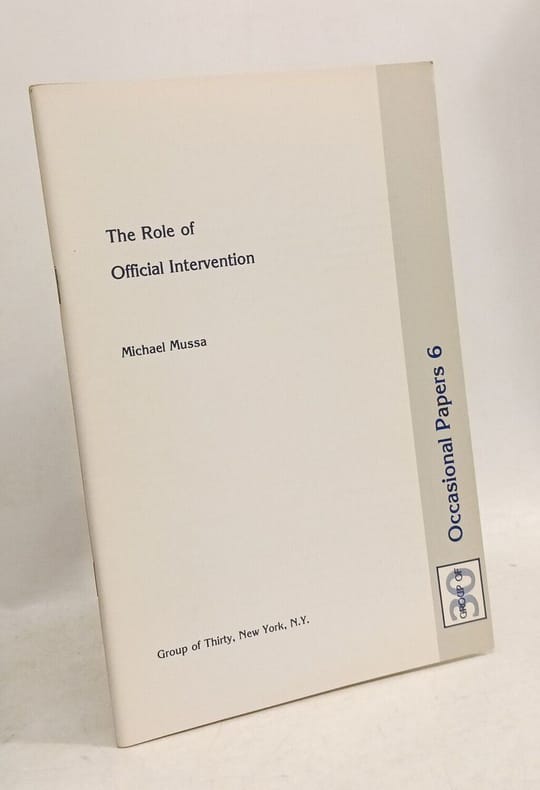 The Role of
Official Intervention
Michael Mussa
Group of Thirty, New York, N.Y.
Occasional Papers 6
GROUP OF
30